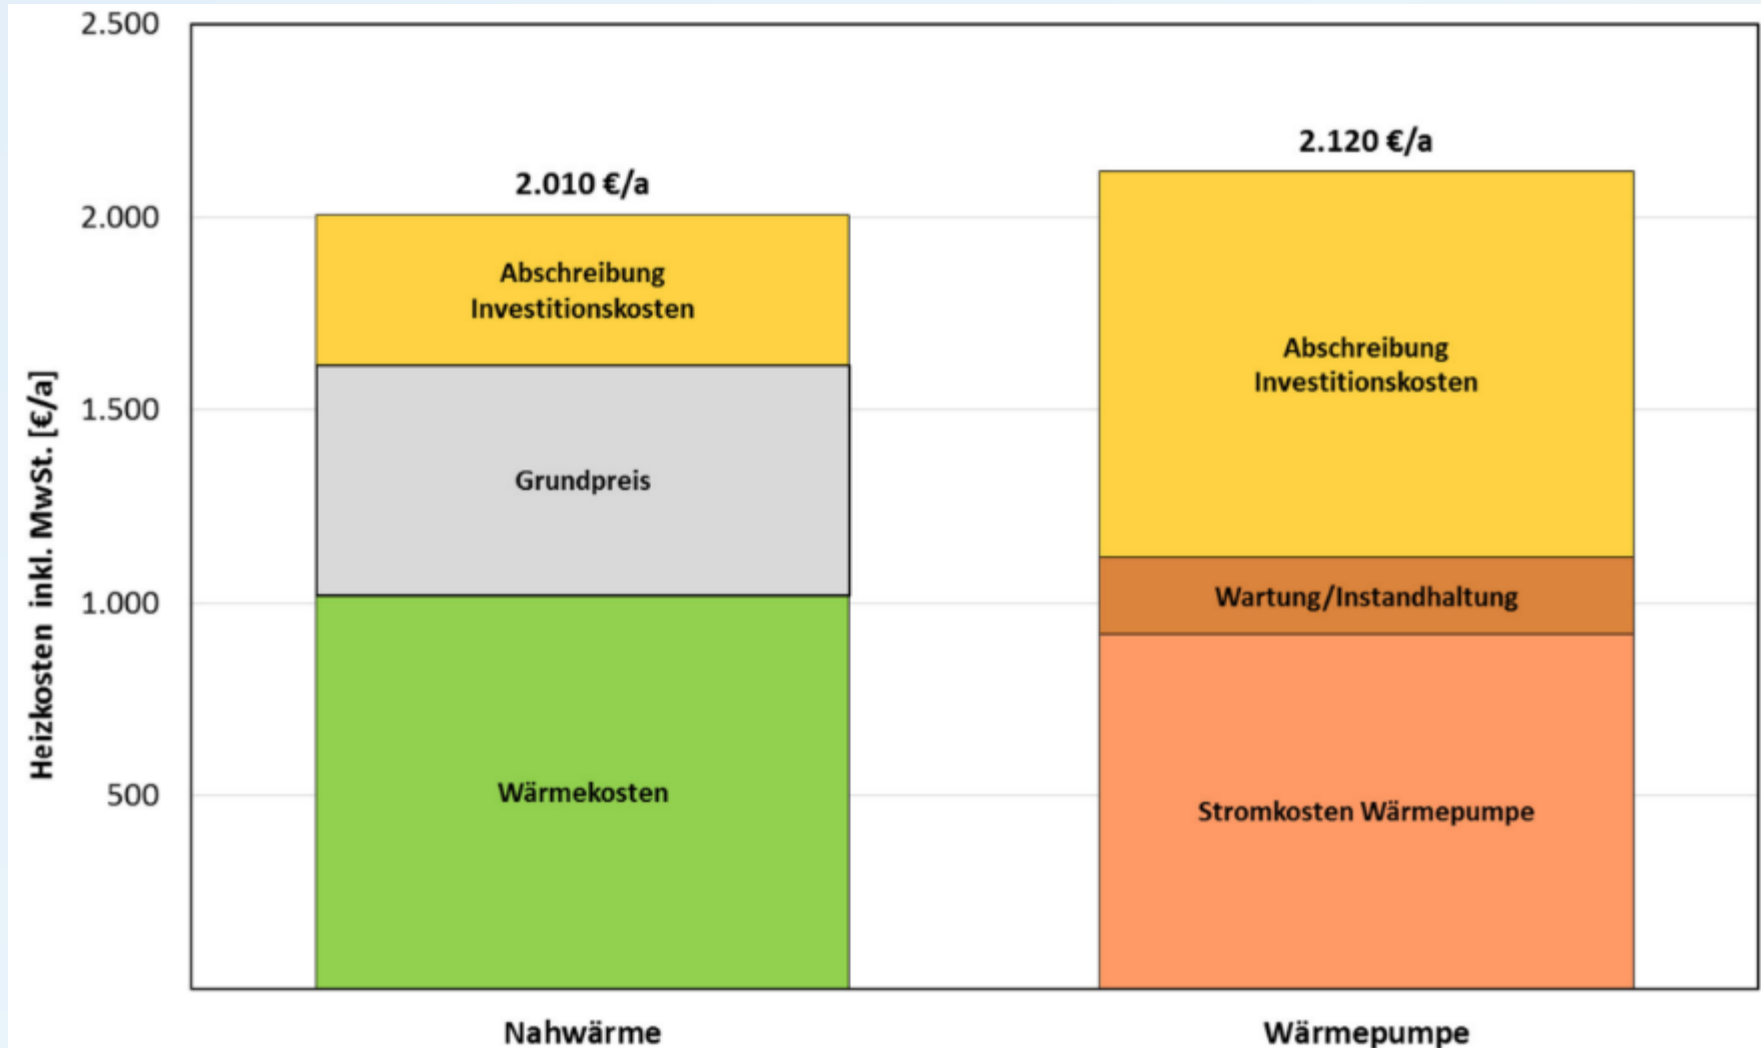 Heizkosten inkl. MwSt. [€/a]
2.500
2.000
1.500
1.000
500
2.010 €/a
Abschreibung
Investitionskosten
Grundpreis
Wärmekosten
Nahwärme
2.120 €/a
Abschreibung
Investitionskosten
Wartung/Instandhaltung
Stromkosten Wärmepumpe
Wärmepumpe